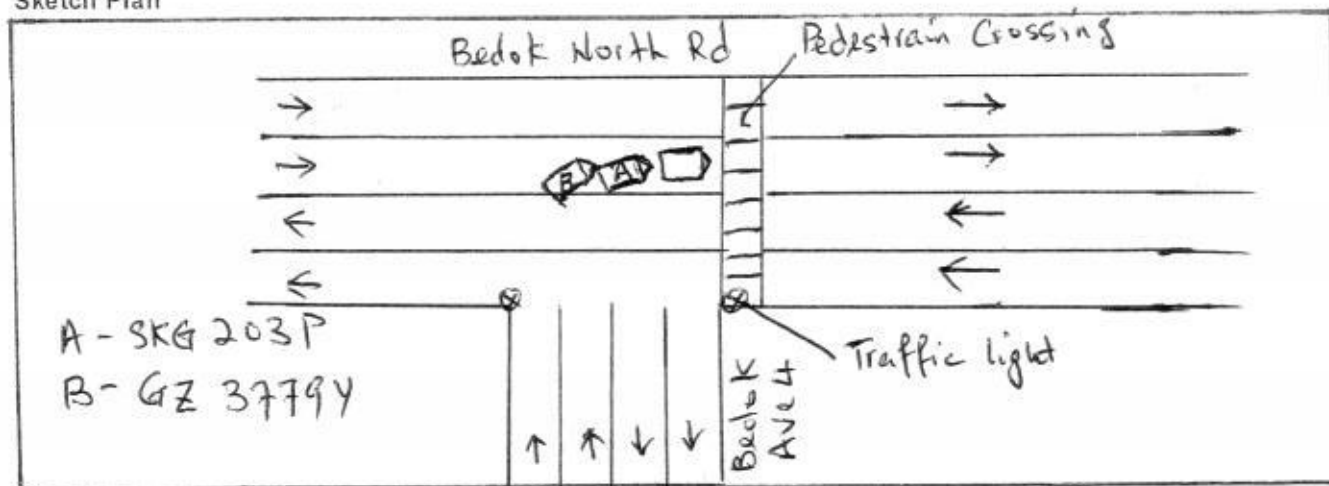 Sketch Plan
Bedok North Rd
Pedestrain Crossing
B
A
A - SKG 203P
B - GZ 3779Y
Traffic light
Bedok
Ave 4